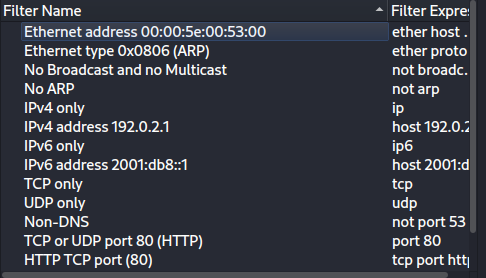 Filter Name Filter Expre
Ethernet address 00:00:5e:00:53:00 ether host .
Ethernet type 0x0806 (ARP) ether proto
No Broadcast and no Multicast not broadc..
No ARP not arp
IPv4 only ip
IPv4 address 192.0.2.1 host 192.0.2
IPv6 only ip6
IPv6 address 2001:db8::1 host 2001:d
TCP only tcp
UDP only udp
Non-DNS not port 53
TCP or UDP port 80 (HTTP) port 80
HTTP TCP port (80) tcp port http